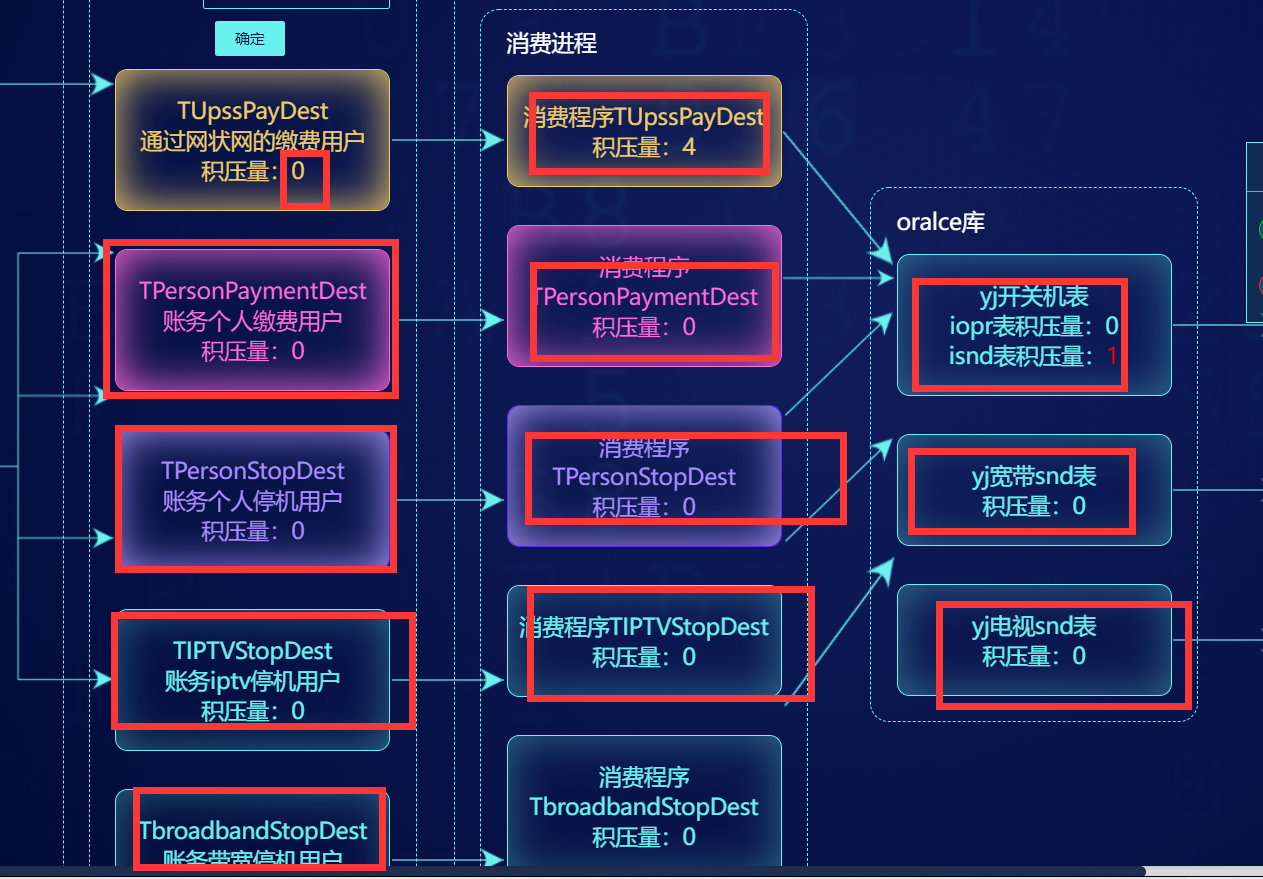 确定
TUpssPayDest
通过网状网的缴费用户
积压量：0
TPersonPaymentDest
账务个人缴费用户
积压量：0
TPersonStopDest
账务个人停机用户
积压量：0
TIPTVStopDest
账务iptv停机用户
积压量：0
TbroadbandStopDest
账务带宽停机用户
消费进程
消费程序TUpssPayDest
积压量：4
消费程序
TPersonPaymentDest
积压量：0
消费程序
TPersonStopDest
积压量：0
消费程序TIPTVStopDest
积压量：0
消费程序
TbroadbandStopDest
积压量：0
oralce库
yj开关机表
iopr表积压量：0
isnd表积压量：1
yj宽带snd表
积压量：0
yj电视snd表
积压量：0